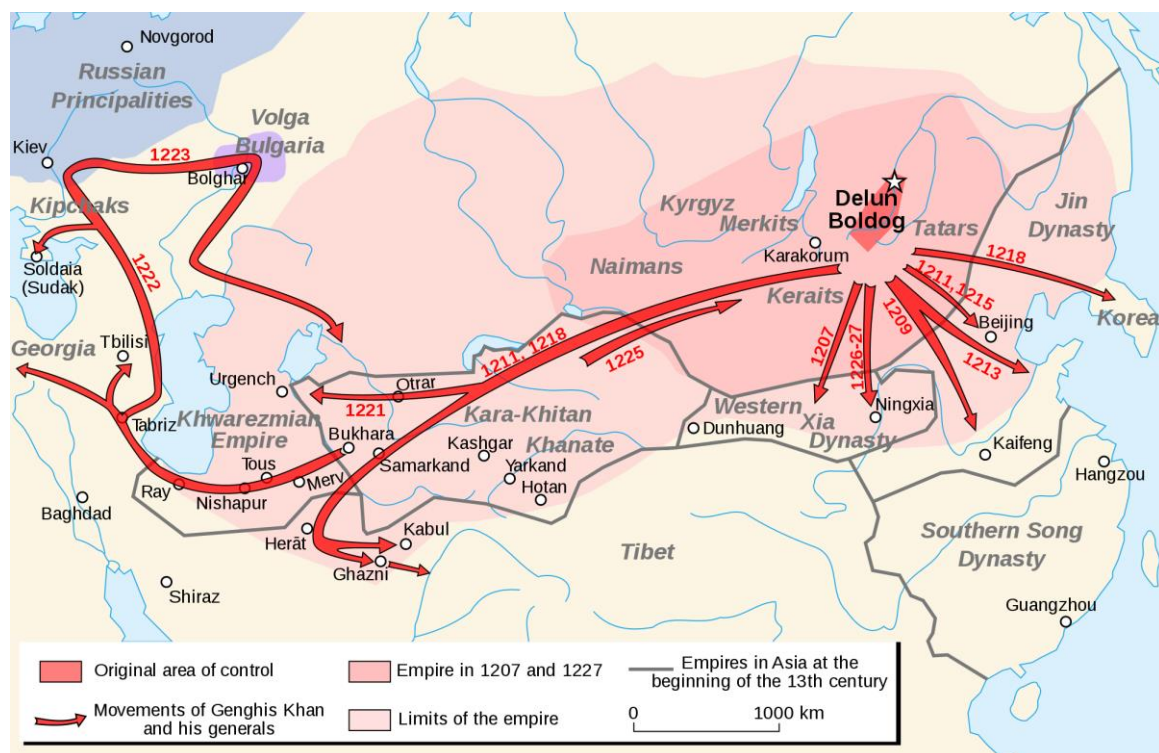 Novgorod
Russian
Principalities
Volga
Bulgaria
Kiev
1223
Bolghar
Kipchaks
Soldaia
(Sudak)
1222
Georgia
Tbilisi
Tabriz
Urgench
Khwarezmian
Empire
Otrar
1221
Bukhara
Samarkand
Tous
Merv
Ray
Nishapur
Baghdad
Herāt
Kabul
Ghazni
Shiraz
Kara-Khitan
Khanate
Kashgar
Yarkand
Hotan
1211, 1218
1225
Kyrgyz
Merkits
Naimans
Karakorum
Keraits
Delun
Boldog
Tatars
Jin
Dynasty
1218
1211,1215
1209
1213
1207
1226-27
Beijing
Korea
Western
Xia
Dynasty
Dunhuang
Ningxia
Kaifeng
Hangzou
Tibet
Southern Song
Dynasty
Guangzhou
Original area of control
Movements of Genghis Khan
and his generals
Empire in 1207 and 1227
Limits of the empire
Empires in Asia at the
beginning of the 13th century
0 1000 km